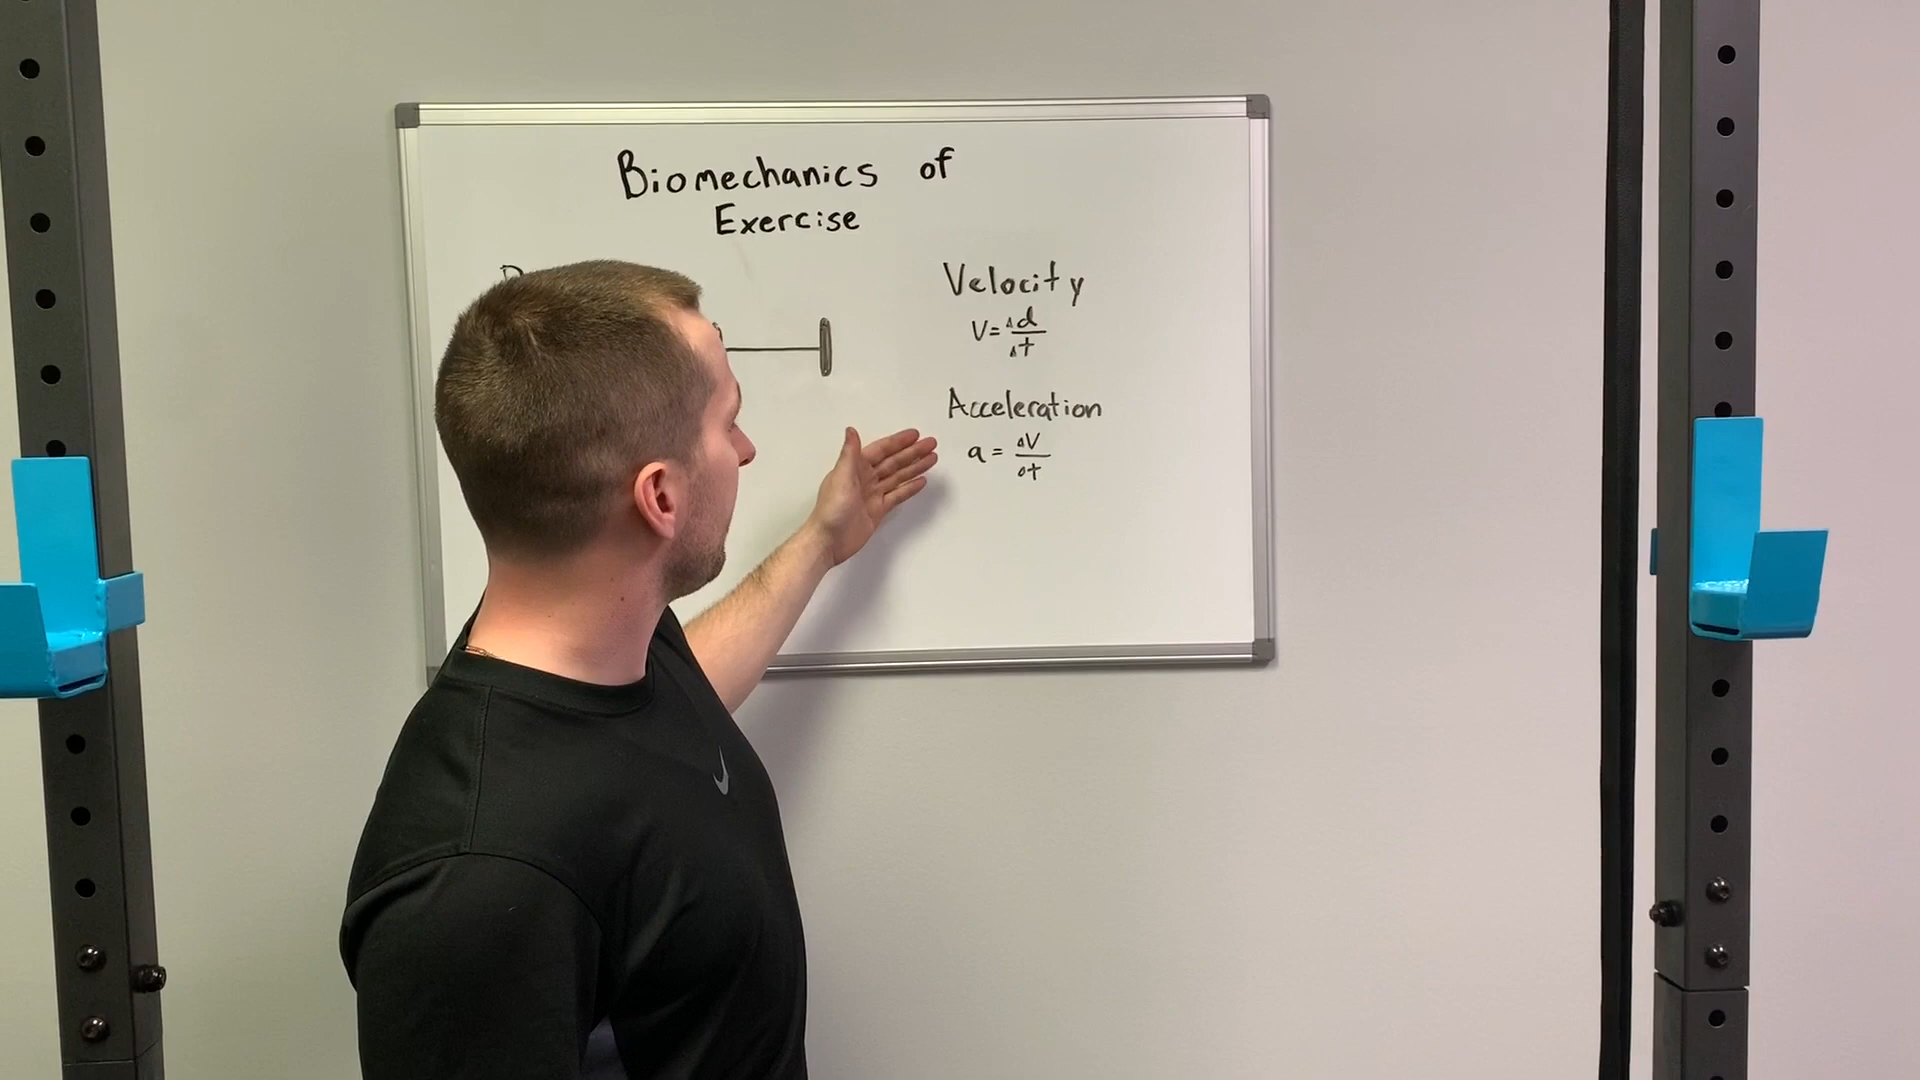 Biomechanics of
Exercise
Velocity
V = Δd/Δt
Acceleration
a = ΔV/Δt